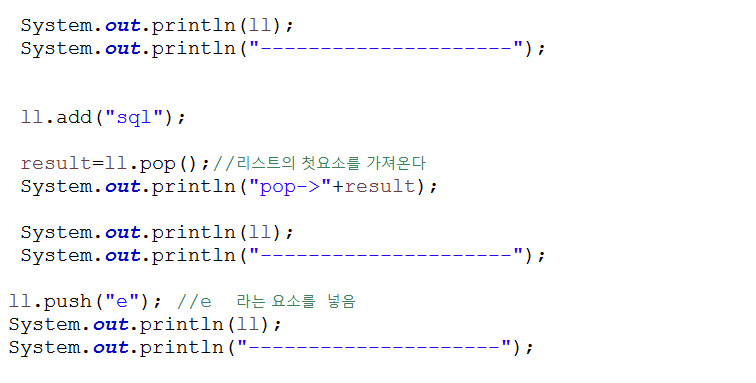 System.out.println(ll);
System.out.println("---------------------");
ll.add("sql");
result=ll.pop();//리스트의 첫요소를 가져온다
System.out.println("pop->"+result);
System.out.println(ll);
System.out.println("---------------------");
ll.push("e"); //e 라는 요소를 넣음
System.out.println(ll);
System.out.println("---------------------");